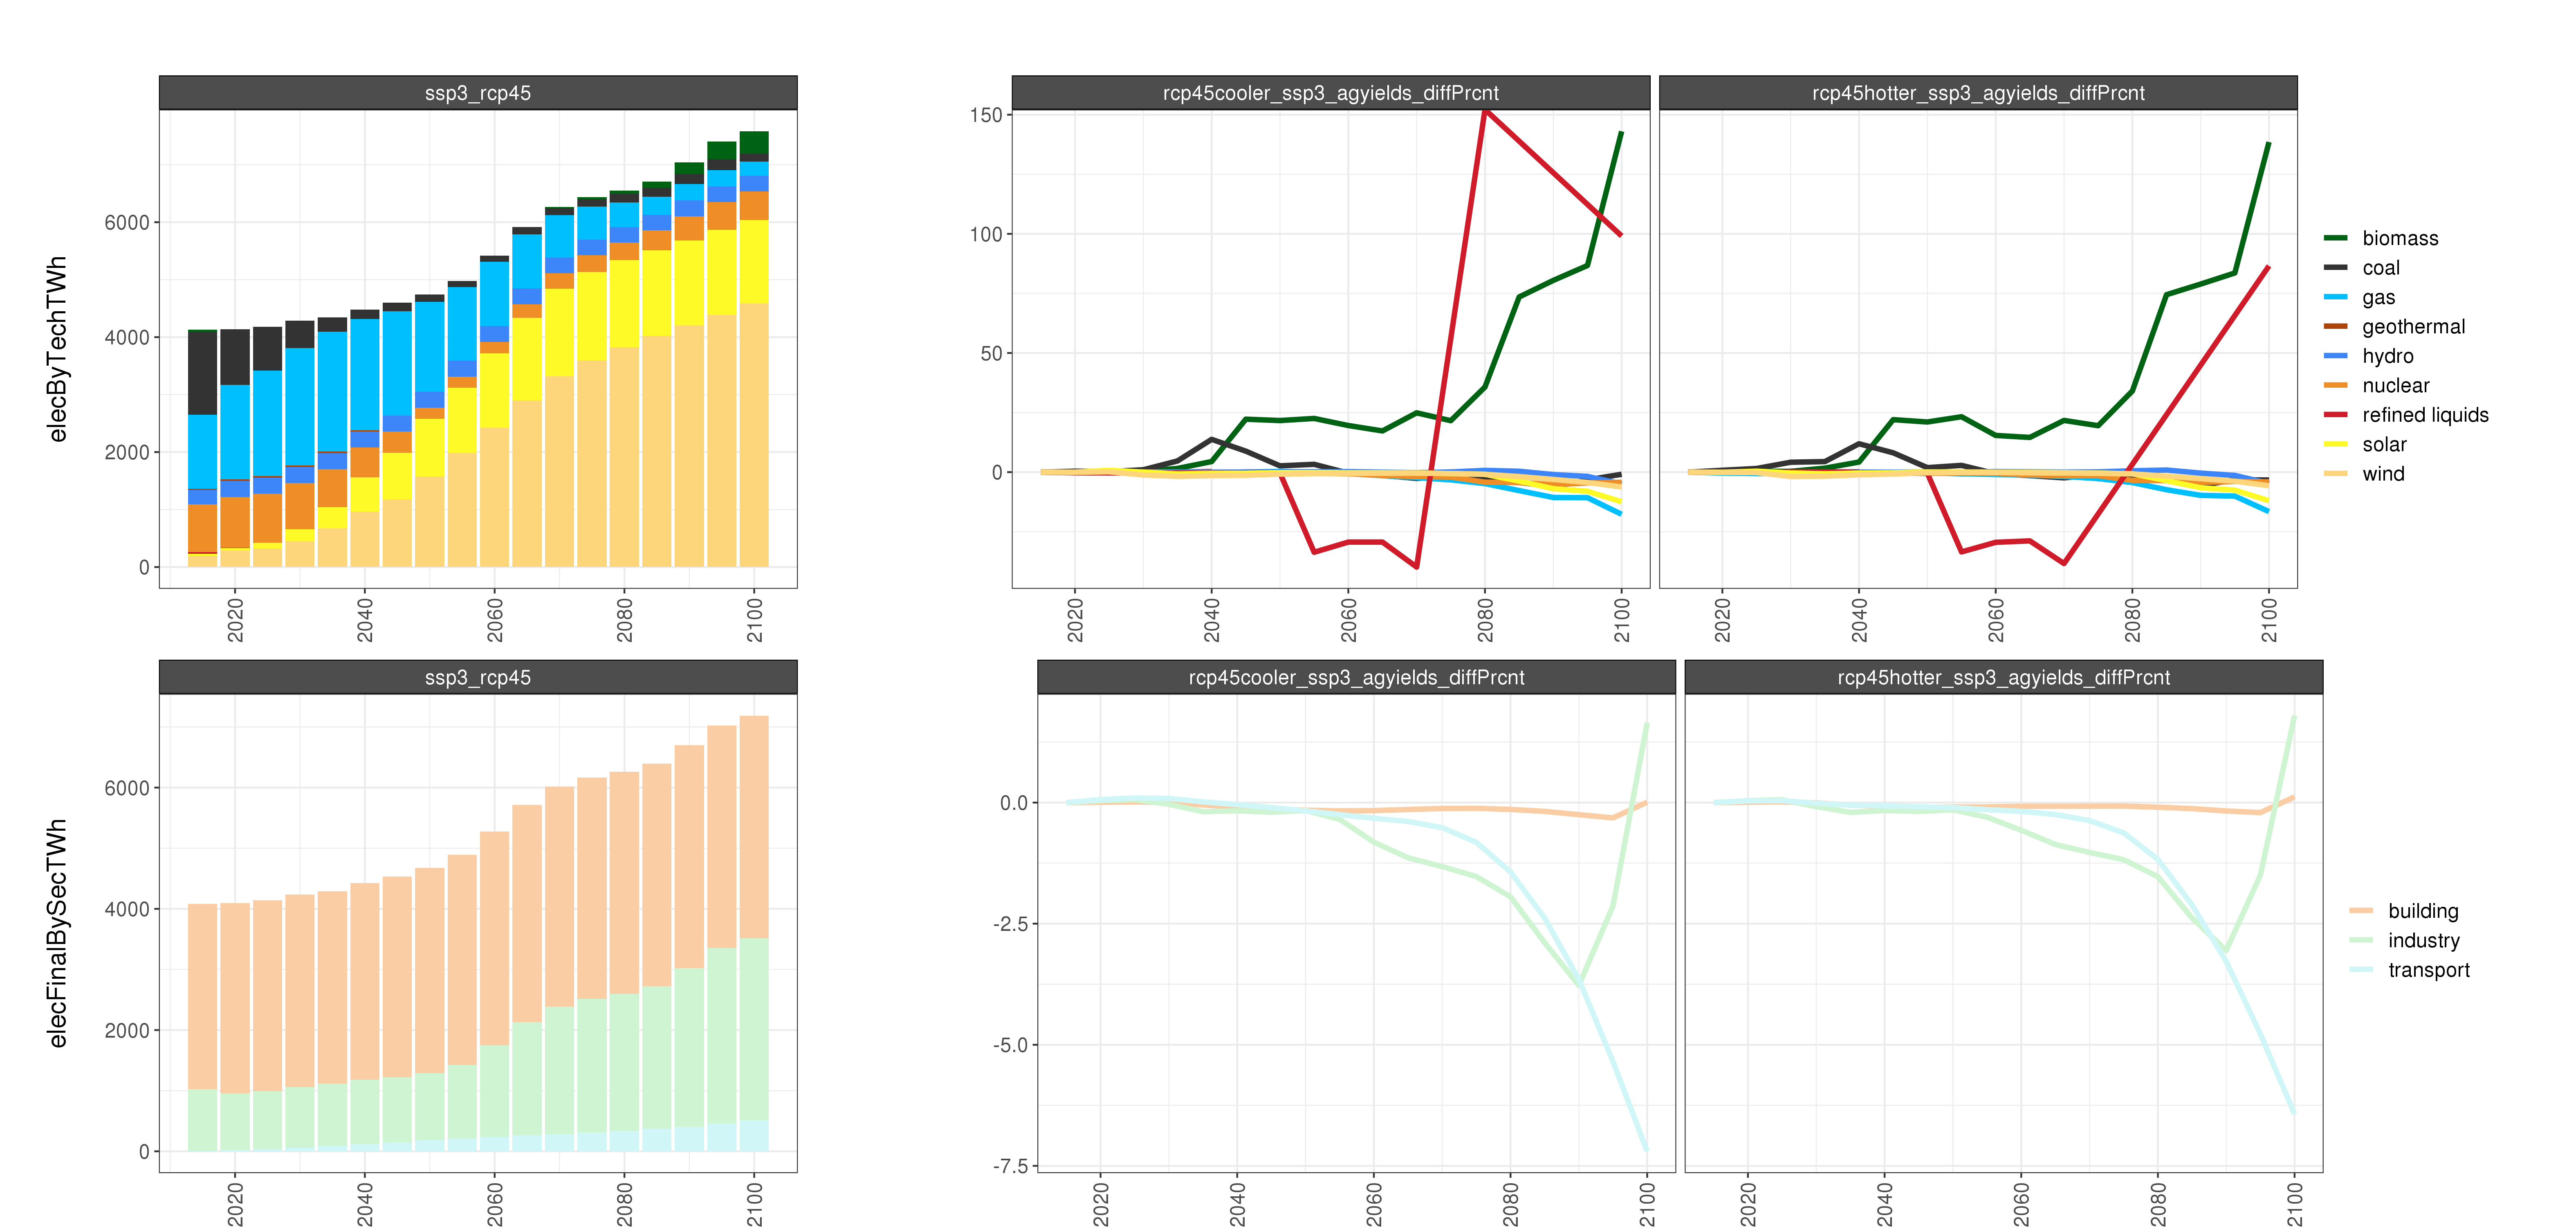 ssp3_rcp45
elecByTechTWh
6000
4000
2000
0
2020
2040
2060
2080
2100
rcp45cooler_ssp3_agyields_diffPrcnt
rcp45hotter_ssp3_agyields_diffPrcnt
150
100
50
0
2020
2040
2060
2080
2100
2020
2040
2060
2080
2100
biomass
coal
gas
geothermal
hydro
nuclear
refined liquids
solar
wind
ssp3_rcp45
elecFinalBySecTWh
6000
4000
2000
0
2020
2040
2060
2080
2100
rcp45cooler_ssp3_agyields_diffPrcnt
rcp45hotter_ssp3_agyields_diffPrcnt
0.0
-2.5
-5.0
-7.5
2020
2040
2060
2080
2100
2020
2040
2060
2080
2100
building
industry
transport